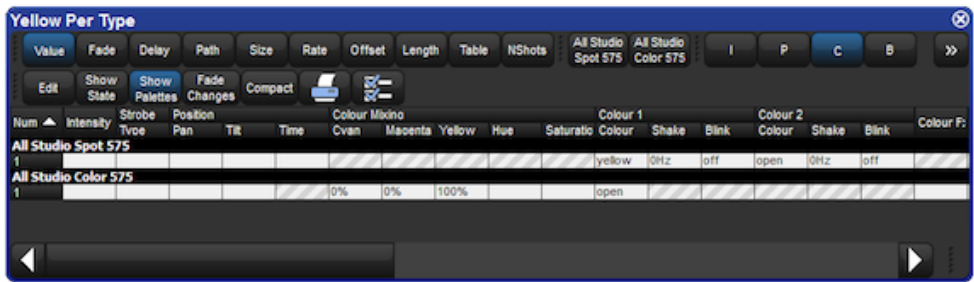 Yellow Per Type
Value Fade Delay Path Size Rate Offset Length Table NShots All Studio Spot 575 All Studio Color 575 I P C B »
Edit Show State Show Palettes Fade Changes Compact
Strobe Position Colour Mixing Colour 1 Colour 2
Num Intensity Type Pan Tilt Time Cyan Magenta Yellow Hue Saturatio Colour Shake Blink Colour Shake Blink Colour F:
All Studio Spot 575
1 yellow 0Hz off open 0Hz off
All Studio Color 575
1 0% 0% 100% open